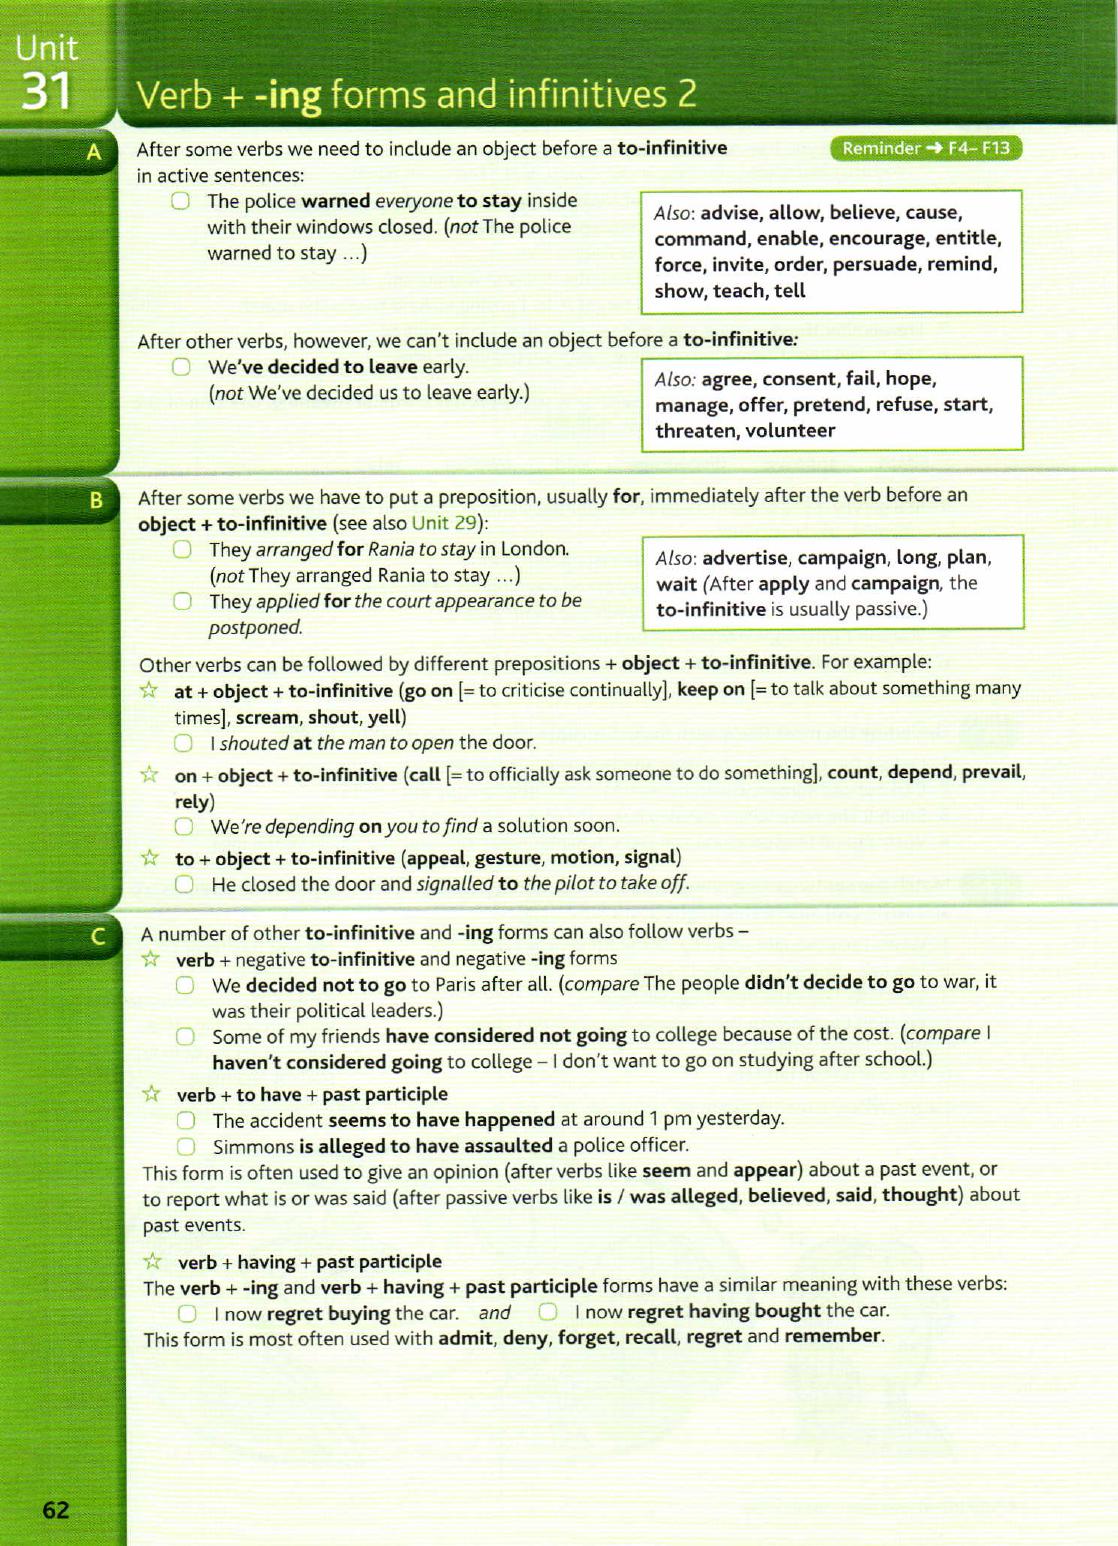 Unit
31
Verb + -ing forms and infinitives 2
A
After some verbs we need to include an object before a to-infinitive
in active sentences:
Reminder → F4– F13
The police warned everyone to stay inside
with their windows closed. (not The police
warned to stay ...)
Also: advise, allow, believe, cause,
command, enable, encourage, entitle,
force, invite, order, persuade, remind,
show, teach, tell
After other verbs, however, we can't include an object before a to-infinitive:
We've decided to leave early.
(not We've decided us to leave early.)
Also: agree, consent, fail, hope,
manage, offer, pretend, refuse, start,
threaten, volunteer
B
After some verbs we have to put a preposition, usually for, immediately after the verb before an
object + to-infinitive (see also Unit 29):
They arranged for Rania to stay in London.
(not They arranged Rania to stay ...)
They applied for the court appearance to be
postponed.
Also: advertise, campaign, long, plan,
wait (After apply and campaign, the
to-infinitive is usually passive.)
Other verbs can be followed by different prepositions + object + to-infinitive. For example:
☆ at + object + to-infinitive (go on [= to criticise continually], keep on [= to talk about something many
times], scream, shout, yell)
I shouted at the man to open the door.
☆ on + object + to-infinitive (call [= to officially ask someone to do something], count, depend, prevail,
rely)
We're depending on you to find a solution soon.
☆ to + object + to-infinitive (appeal, gesture, motion, signal)
He closed the door and signalled to the pilot to take off.
C
A number of other to-infinitive and -ing forms can also follow verbs –
☆ verb + negative to-infinitive and negative -ing forms
We decided not to go to Paris after all. (compare The people didn't decide to go to war, it
was their political leaders.)
Some of my friends have considered not going to college because of the cost. (compare I
haven't considered going to college – I don't want to go on studying after school.)
☆ verb + to have + past participle
The accident seems to have happened at around 1 pm yesterday.
Simmons is alleged to have assaulted a police officer.
This form is often used to give an opinion (after verbs like seem and appear) about a past event, or
to report what is or was said (after passive verbs like is / was alleged, believed, said, thought) about
past events.
☆ verb + having + past participle
The verb + -ing and verb + having + past participle forms have a similar meaning with these verbs:
I now regret buying the car. and I now regret having bought the car.
This form is most often used with admit, deny, forget, recall, regret and remember.
62